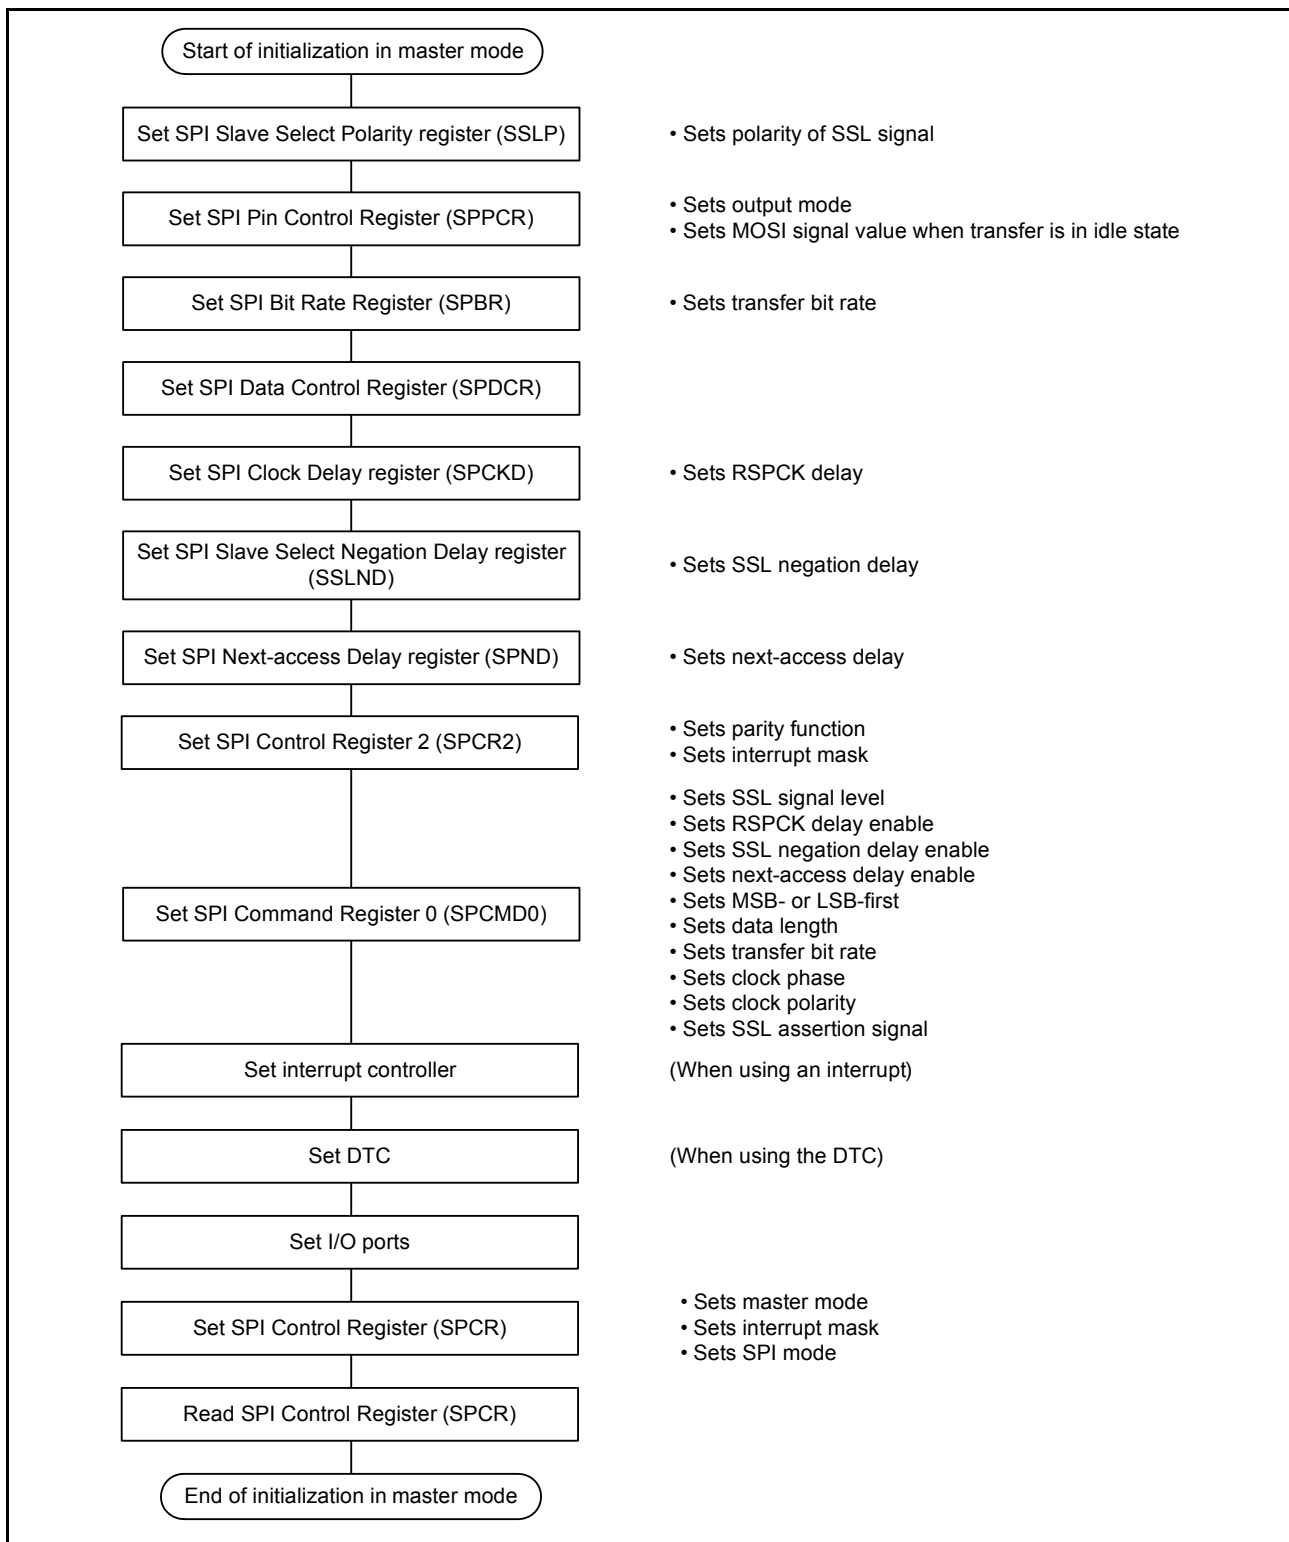 Start of initialization in master mode
Set SPI Slave Select Polarity register (SSLP)
• Sets polarity of SSL signal
Set SPI Pin Control Register (SPPCR)
• Sets output mode
• Sets MOSI signal value when transfer is in idle state
Set SPI Bit Rate Register (SPBR)
• Sets transfer bit rate
Set SPI Data Control Register (SPDCR)
Set SPI Clock Delay register (SPCKD)
• Sets RSPCK delay
Set SPI Slave Select Negation Delay register
(SSLND)
• Sets SSL negation delay
Set SPI Next-access Delay register (SPND)
• Sets next-access delay
Set SPI Control Register 2 (SPCR2)
• Sets parity function
• Sets interrupt mask
Set SPI Command Register 0 (SPCMD0)
• Sets SSL signal level
• Sets RSPCK delay enable
• Sets SSL negation delay enable
• Sets next-access delay enable
• Sets MSB- or LSB-first
• Sets data length
• Sets transfer bit rate
• Sets clock phase
• Sets clock polarity
• Sets SSL assertion signal
Set interrupt controller
(When using an interrupt)
Set DTC
(When using the DTC)
Set I/O ports
Set SPI Control Register (SPCR)
• Sets master mode
• Sets interrupt mask
• Sets SPI mode
Read SPI Control Register (SPCR)
End of initialization in master mode